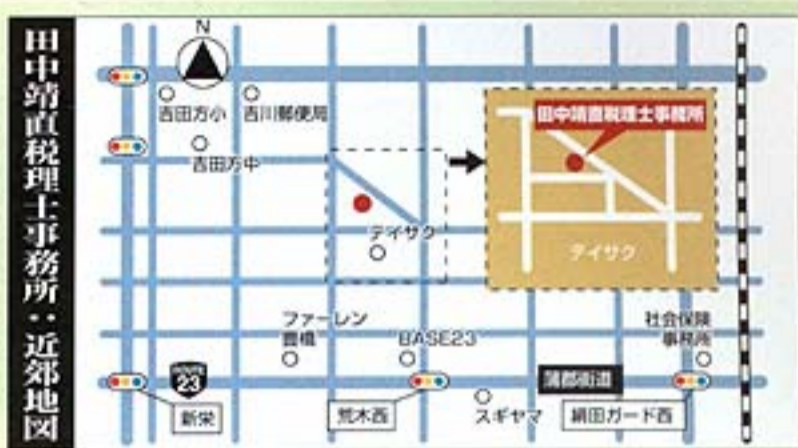 田中靖直税理士事務所：近郊地図
N
吉田方小
吉川郵便局
吉田方中
田中靖直税理士事務所
テイサク
テイサク
ファーレン
豊橋
BASE23
社会保険
事務所
ROUTE
23
蒲郡街道
新栄
荒木西
スギヤマ
絹田ガード西